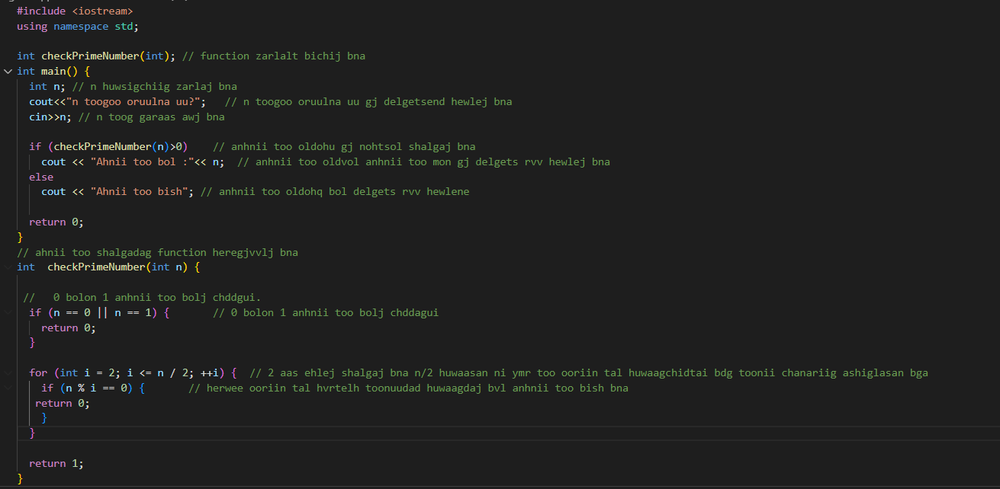 #include <iostream>
using namespace std;
int checkPrimeNumber(int); // function zarlalt bichij bna
int main() {
int n; // n huwsigchiig zarlaj bna
cout<<"n toogoo oruulna uu?";   // n toogoo oruulna uu gj delgetsend hewlej bna
cin>>n; // n toog garaas awj bna
if (checkPrimeNumber(n)>0)    // anhnii too oldohu gj nohtsol shalgaj bna
cout << "Ahnii too bol :"<< n;  // anhnii too oldvol anhnii too mon gj delgets rvv hewlej bna
else
cout << "Ahnii too bish"; // anhnii too oldohq bol delgets rvv hewlene
return 0;
}
// ahnii too shalgadag function heregjvvlj bna
int  checkPrimeNumber(int n) {
//   0 bolon 1 anhnii too bolj chddgui.
if (n == 0 || n == 1) {       // 0 bolon 1 anhnii too bolj chddagui
return 0;
}
for (int i = 2; i <= n / 2; ++i) {  // 2 aas ehlej shalgaj bna n/2 huwaasan ni ymr too ooriin tal huwaagchidtai bdg toonii chanariig ashiglasan bga
if (n % i == 0) {       // herwee ooriin tal hvrtelh toonuudad huwaagdaj bvl anhnii too bish bna
return 0;
}
}
return 1;
}